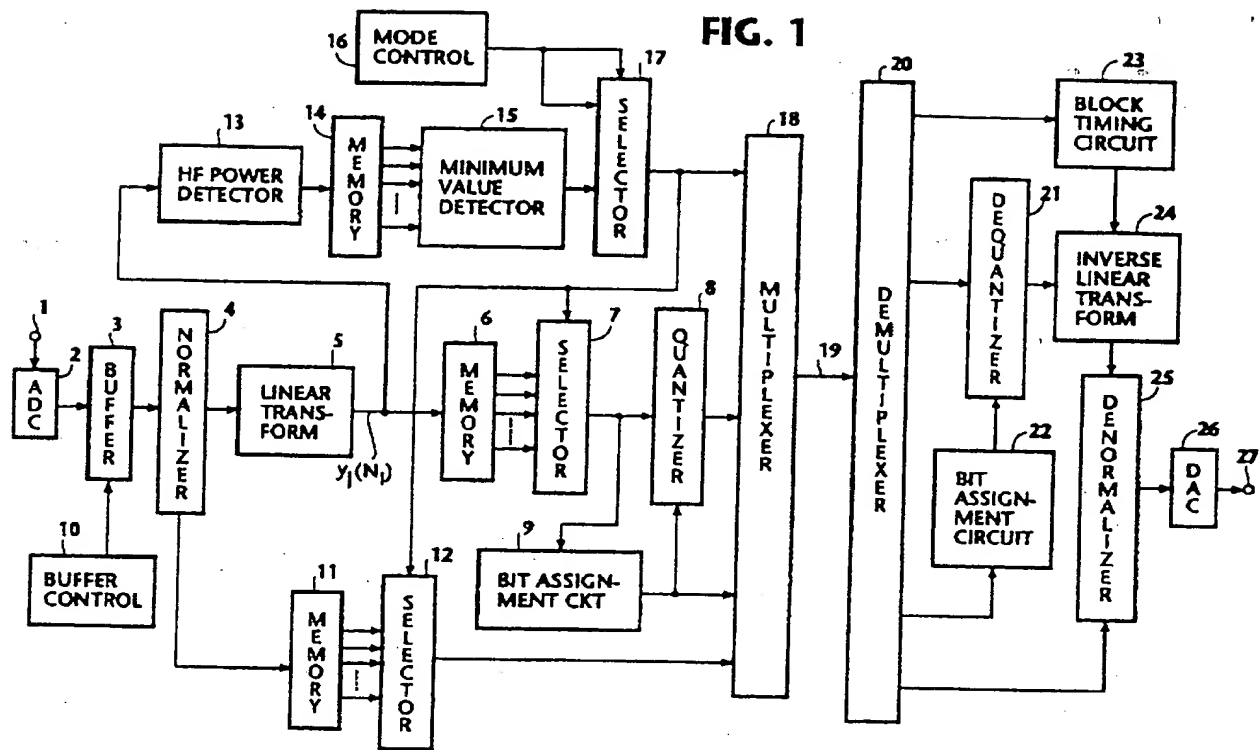 FIG. 1
16
MODE
CONTROL
17
SELECTOR
13
HF POWER
DETECTOR
14
MEMORY
15
MINIMUM
VALUE
DETECTOR
18
MULTIPLEXER
20
DEMULTIPLEXER
23
BLOCK
TIMING
CIRCUIT
21
DEQUANTIZER
24
INVERSE
LINEAR
TRANS-
FORM
1
2
ADC
3
BUFFER
4
NORMALIZER
5
LINEAR
TRANS-
FORM
yj(Ni)
6
MEMORY
7
SELECTOR
8
QUANTIZER
19
25
DENORMALIZER
26
DAC
27
22
BIT
ASSIGN-
MENT
CIRCUIT
10
BUFFER
CONTROL
9
BIT ASSIGN-
MENT CKT
11
MEMORY
12
SELECTOR